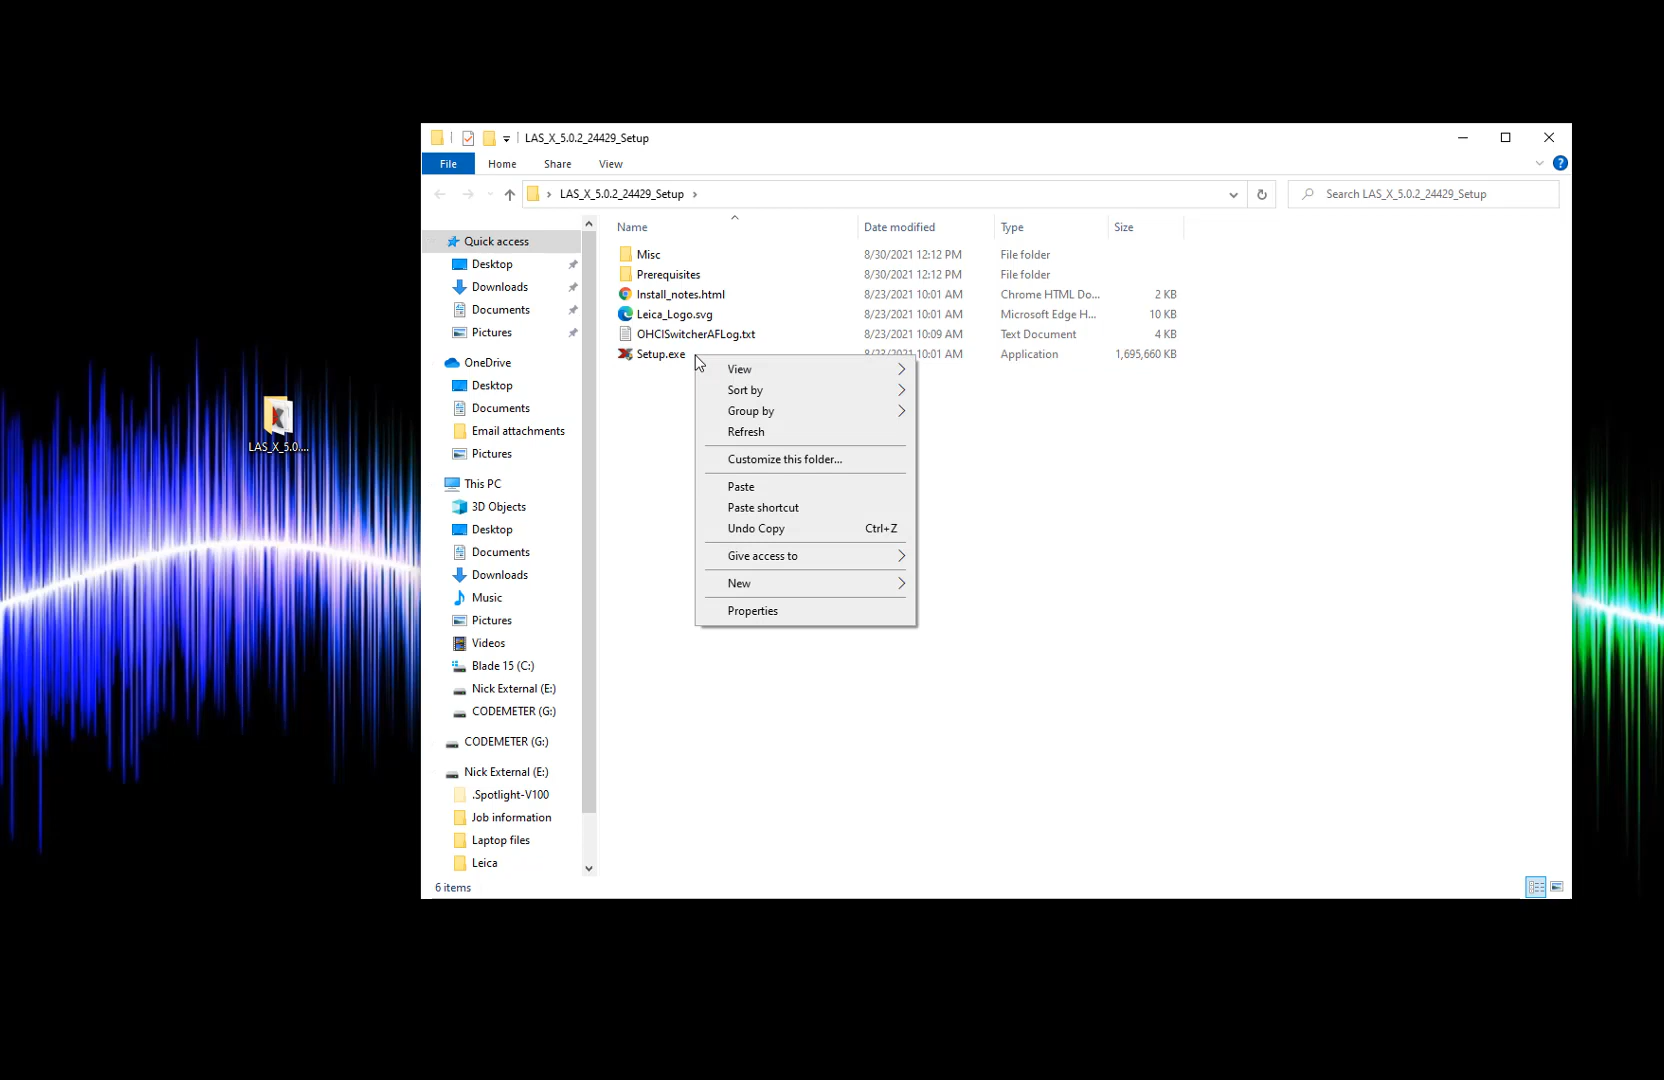 LAS_X_5.0.2_24429_Setup
File Home Share View
LAS_X_5.0.2_24429_Setup
Search LAS_X_5.0.2_24429_Setup
Name Date modified Type Size
Misc 8/30/2021 12:12 PM File folder
Prerequisites 8/30/2021 12:12 PM File folder
Install_notes.html 8/23/2021 10:01 AM Chrome HTML Do... 2 KB
Leica_Logo.svg 8/23/2021 10:01 AM Microsoft Edge H... 10 KB
OHCISwitcherAFLog.txt 8/23/2021 10:09 AM Text Document 4 KB
Setup.exe 8/23/2021 10:01 AM Application 1,695,660 KB
Quick access
Desktop
Downloads
Documents
Pictures
OneDrive
Desktop
Documents
Email attachments
Pictures
This PC
3D Objects
Desktop
Documents
Downloads
Music
Pictures
Videos
Blade 15 (C:)
Nick External (E:)
CODEMETER (G:)
CODEMETER (G:)
Nick External (E:)
.Spotlight-V100
Job information
Laptop files
Leica
View
Sort by
Group by
Refresh
Customize this folder...
Paste
Paste shortcut
Undo Copy Ctrl+Z
Give access to
New
Properties
LAS_X_5.0....
6 items